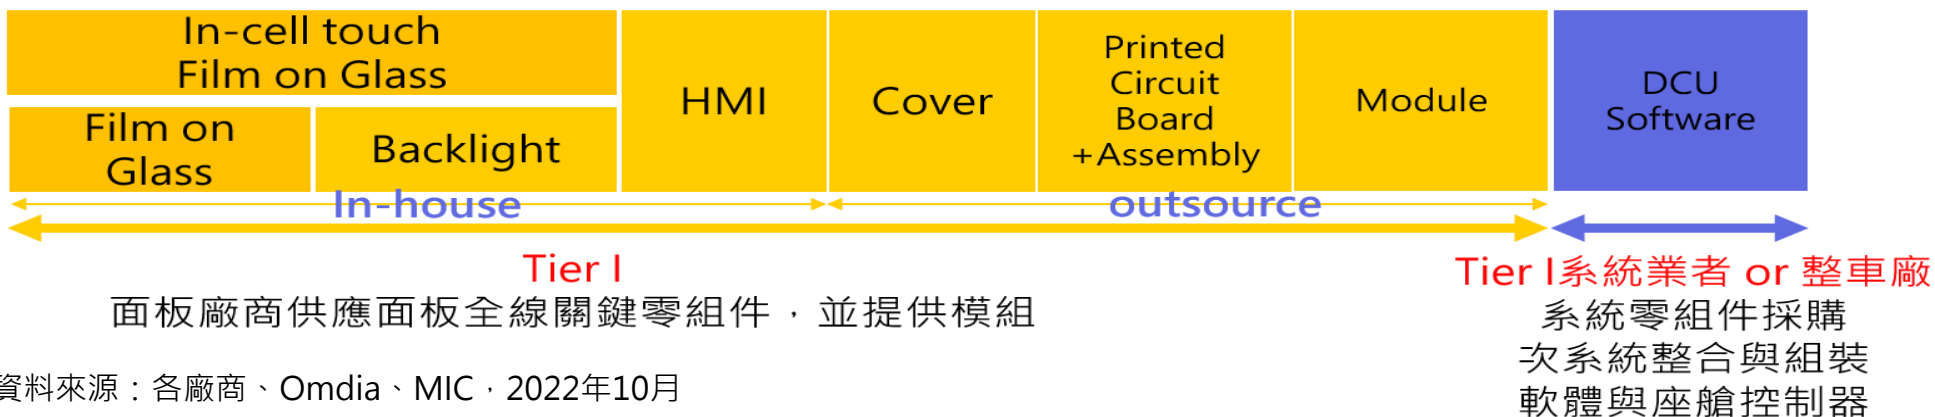 In-cell touch
Film on Glass
Film on
Glass
Backlight
HMI
Cover
Printed
Circuit
Board
+Assembly
Module
DCU
Software
In-house
outsource
Tier I
面板廠商供應面板全線關鍵零組件，並提供模組
Tier I系統業者 or 整車廠
系統零組件採購
次系統整合與組裝
軟體與座艙控制器
資料來源：各廠商、Omdia、MIC，2022年10月